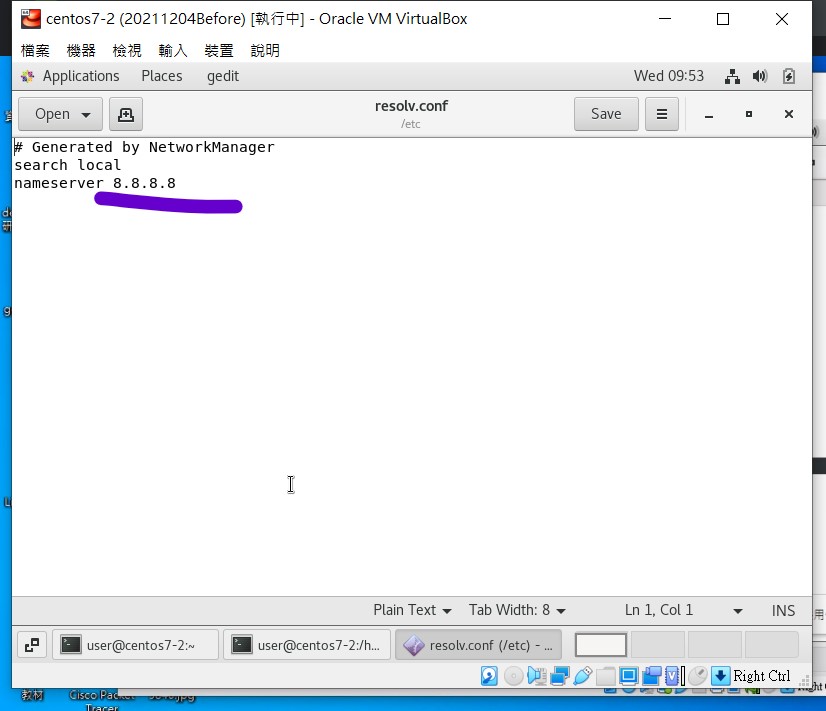 centos7-2 (20211204Before) [執行中] - Oracle VM VirtualBox
檔案 機器 檢視 輸入 裝置 說明
Applications Places gedit Wed 09:53
Open resolv.conf Save
/etc
# Generated by NetworkManager
search local
nameserver 8.8.8.8
Plain Text Tab Width: 8 Ln 1, Col 1 INS
user@centos7-2:~ user@centos7-2:/h... resolv.conf (/etc) - ...
Right Ctrl
教材 Cisco Packet
Tracer